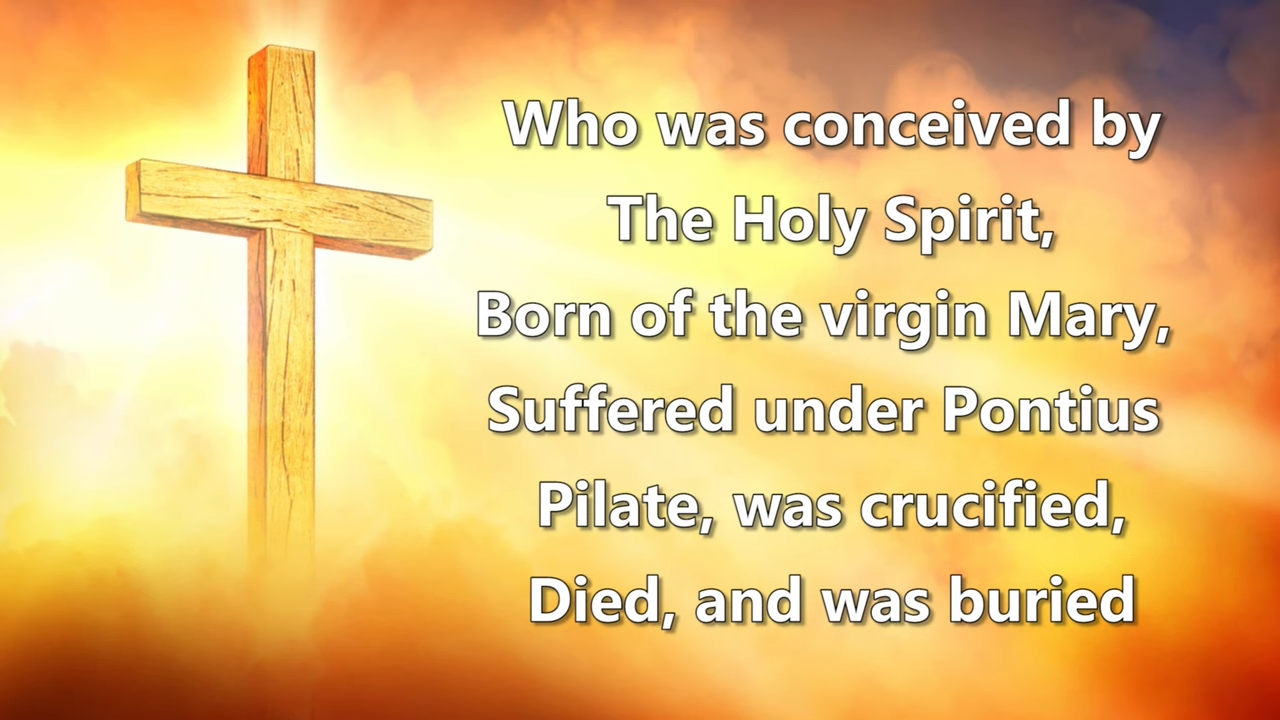 Who was conceived by
The Holy Spirit,
Born of the virgin Mary,
Suffered under Pontius
Pilate, was crucified,
Died, and was buried